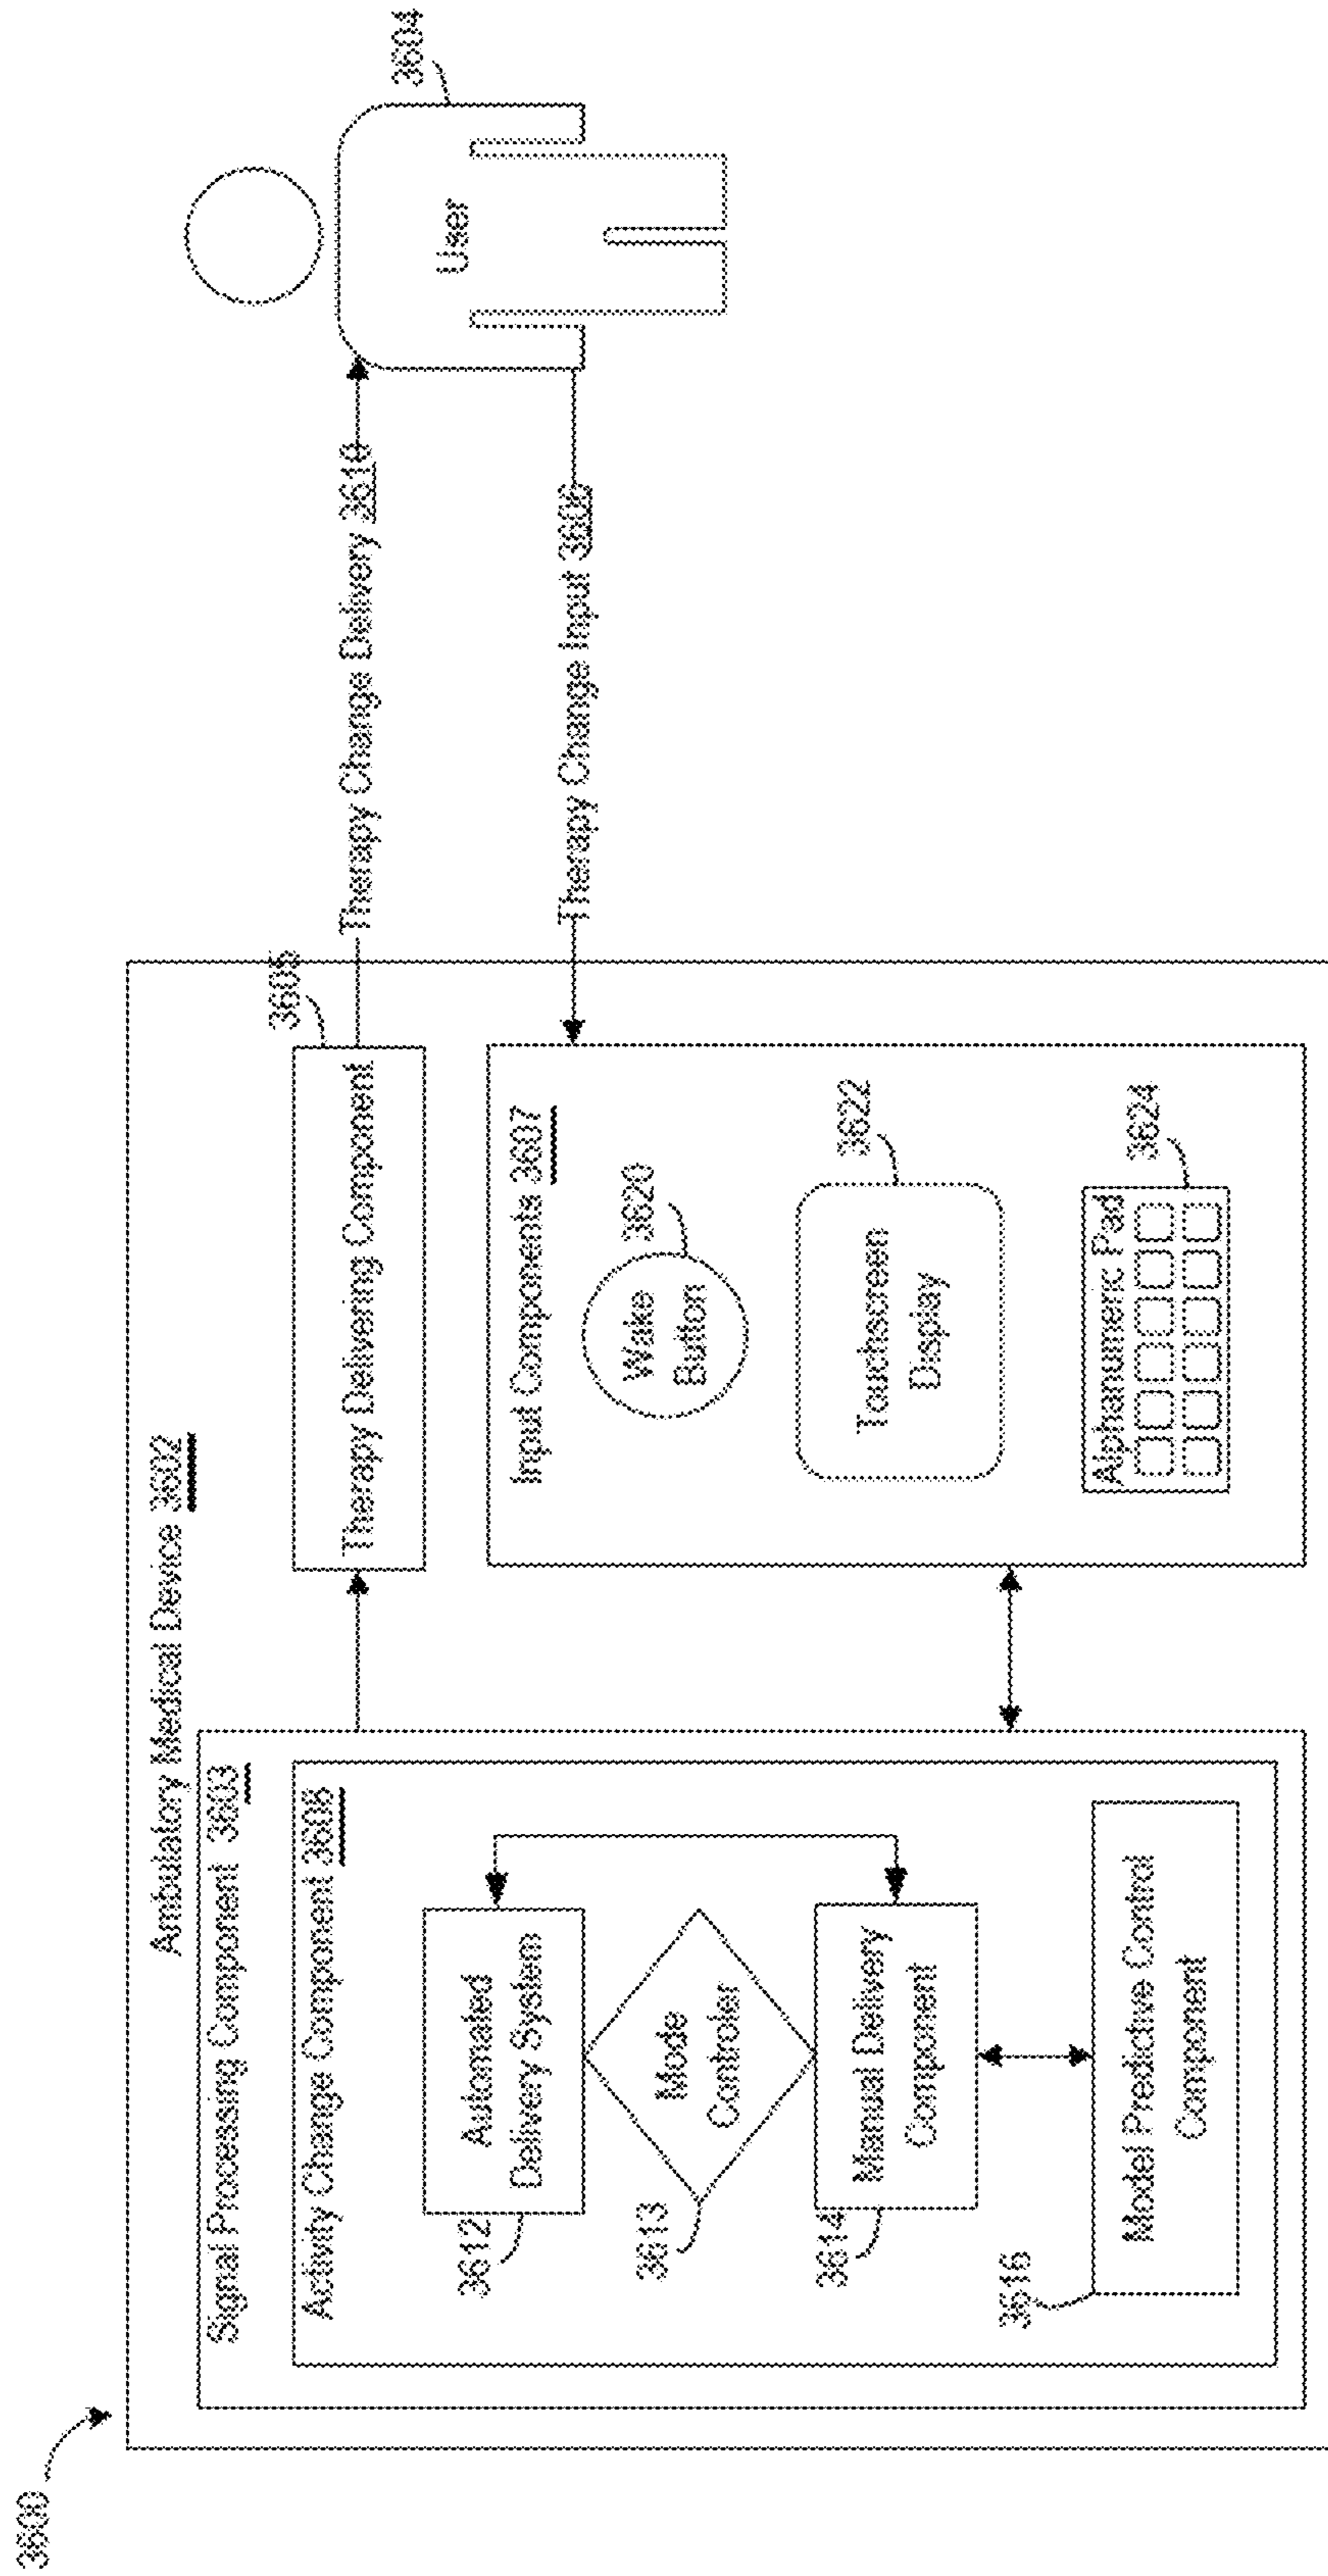 3600
Ambulatory Medical Device 3602
Signal Processing Component 3603
Activity Change Component 3608
3612
Automated
Delivery System
3613
Mode
Controler
3614
Manual Delivery
Component
3616
Model Predictive Control
Component
Therapy Delivering Component
Input Components 3607
Wake
Button
3620
Touchscreen
Display
3622
Alphanumeric Pad
3624
Therapy Change Delivery
Therapy Change Input 3606
User
3604